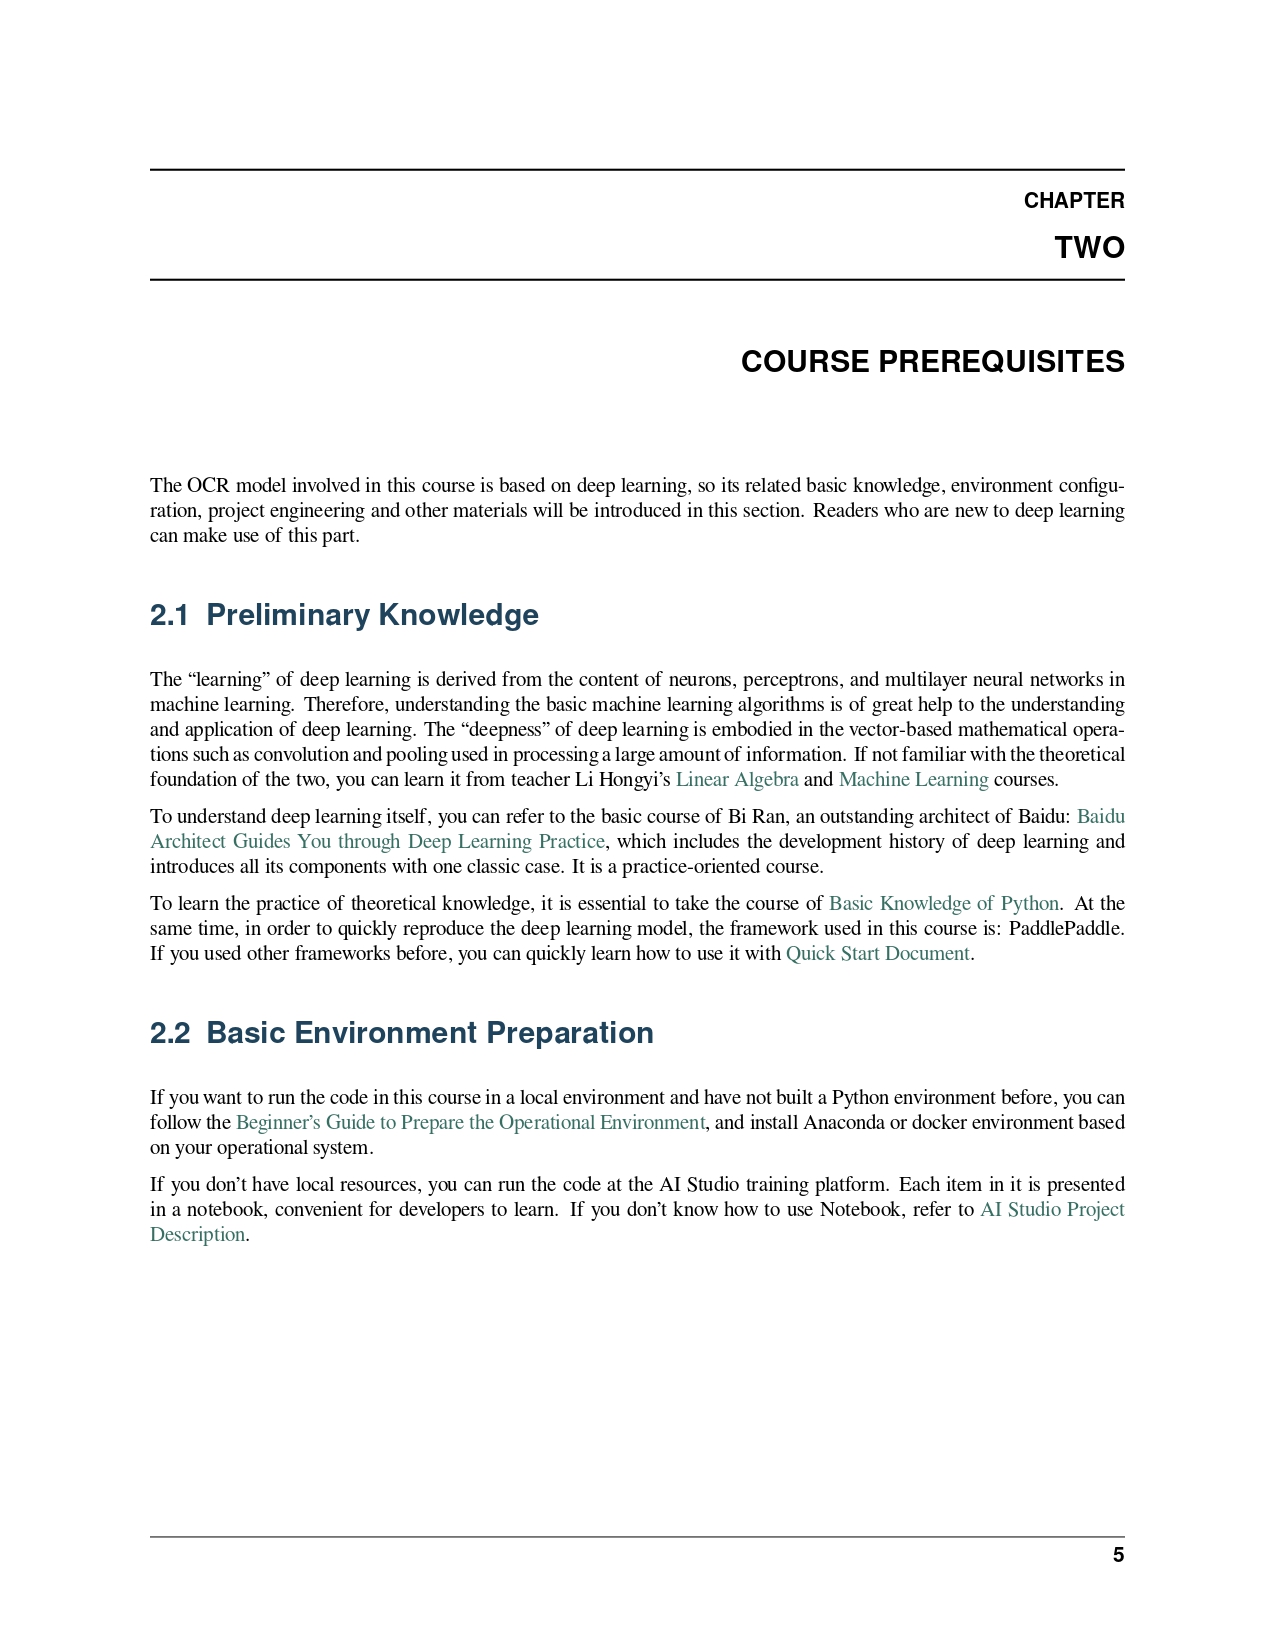 CHAPTER
TWO
COURSE PREREQUISITES
The OCR model involved in this course is based on deep learning, so its related basic knowledge, environment configu-
ration, project engineering and other materials will be introduced in this section. Readers who are new to deep learning
can make use of this part.
2.1 Preliminary Knowledge
The “learning” of deep learning is derived from the content of neurons, perceptrons, and multilayer neural networks in
machine learning. Therefore, understanding the basic machine learning algorithms is of great help to the understanding
and application of deep learning. The “deepness” of deep learning is embodied in the vector-based mathematical opera-
tions such as convolution and pooling used in processing a large amount of information. If not familiar with the theoretical
foundation of the two, you can learn it from teacher Li Hongyi’s Linear Algebra and Machine Learning courses.
To understand deep learning itself, you can refer to the basic course of Bi Ran, an outstanding architect of Baidu: Baidu
Architect Guides You through Deep Learning Practice, which includes the development history of deep learning and
introduces all its components with one classic case. It is a practice-oriented course.
To learn the practice of theoretical knowledge, it is essential to take the course of Basic Knowledge of Python. At the
same time, in order to quickly reproduce the deep learning model, the framework used in this course is: PaddlePaddle.
If you used other frameworks before, you can quickly learn how to use it with Quick Start Document.
2.2 Basic Environment Preparation
If you want to run the code in this course in a local environment and have not built a Python environment before, you can
follow the Beginner’s Guide to Prepare the Operational Environment, and install Anaconda or docker environment based
on your operational system.
If you don’t have local resources, you can run the code at the AI Studio training platform. Each item in it is presented
in a notebook, convenient for developers to learn. If you don’t know how to use Notebook, refer to AI Studio Project
Description.
5